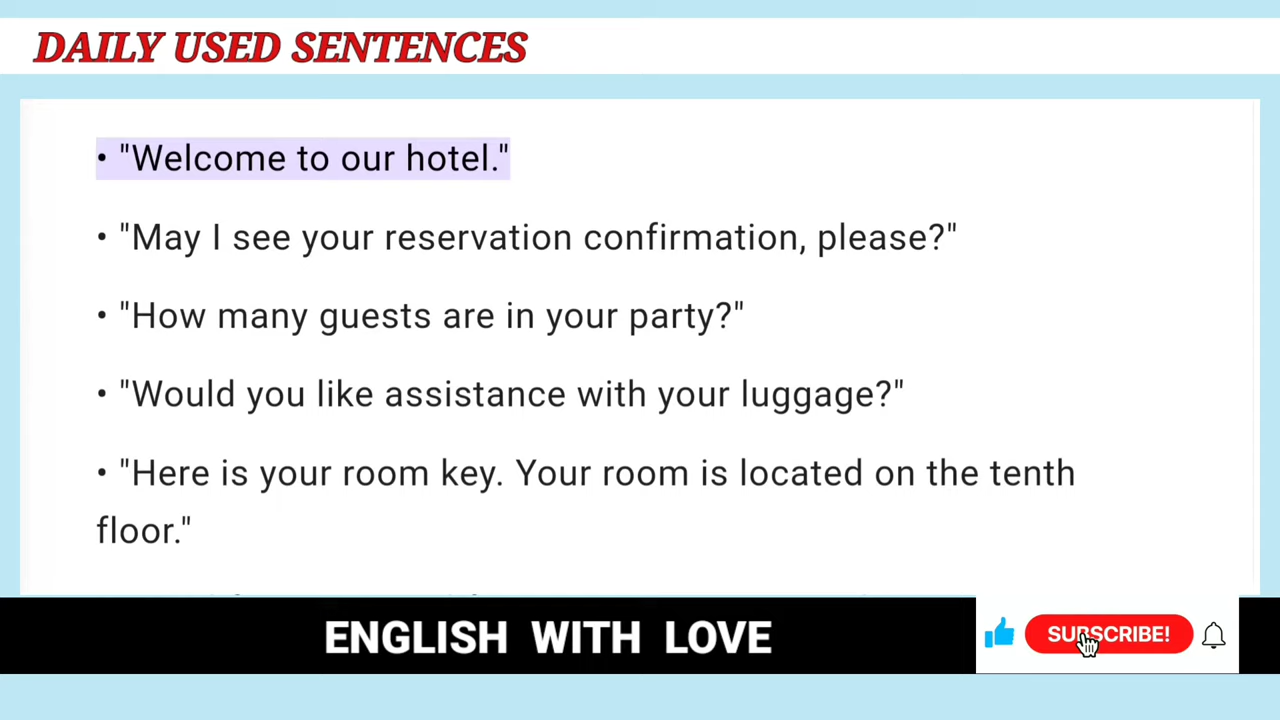 DAILY USED SENTENCES
• "Welcome to our hotel."
• "May I see your reservation confirmation, please?"
• "How many guests are in your party?"
• "Would you like assistance with your luggage?"
• "Here is your room key. Your room is located on the tenth
floor."
ENGLISH WITH LOVE
SUBSCRIBE!